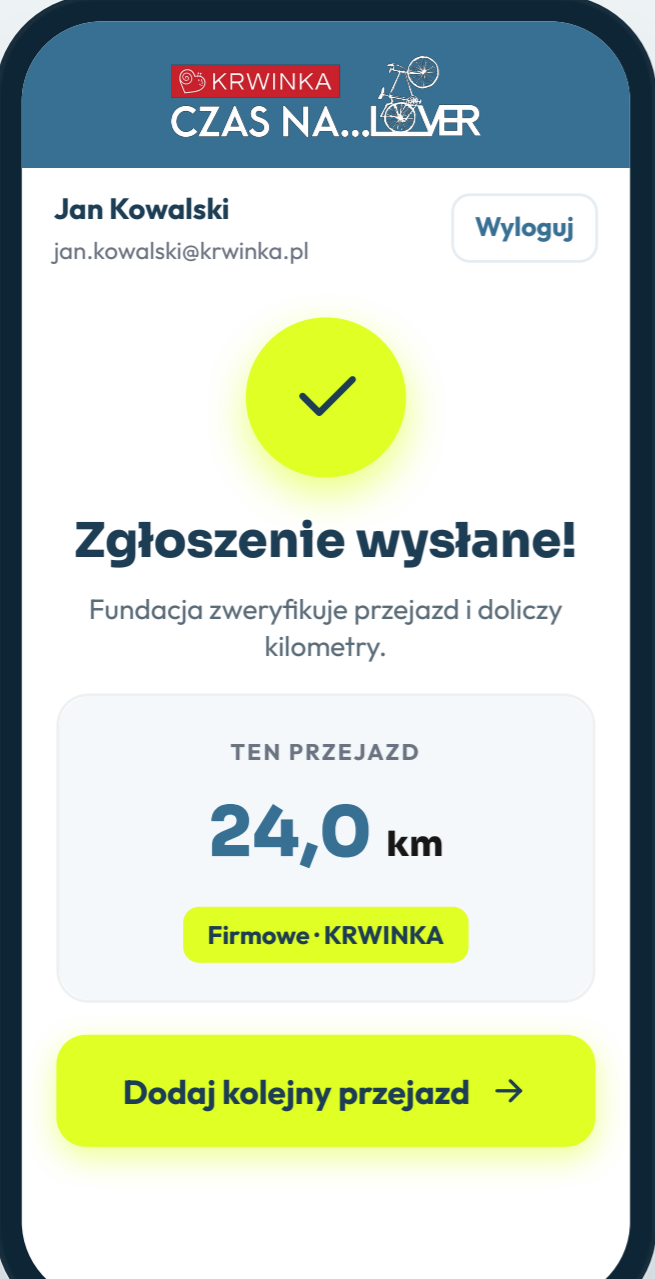 KRWINKA
CZAS NA...LOVER
Jan Kowalski
jan.kowalski@krwinka.pl
Wyloguj
Zgłoszenie wysłane!
Fundacja zweryfikuje przejazd i doliczy
kilometry.
TEN PRZEJAZD
24,0 km
Firmowe · KRWINKA
Dodaj kolejny przejazd →